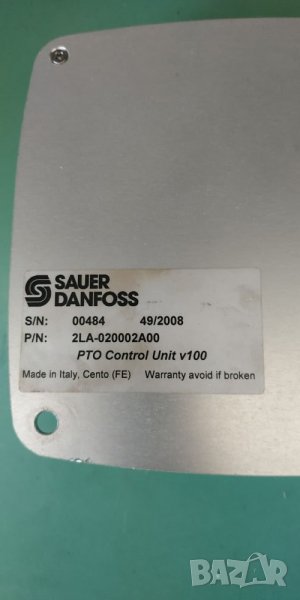 SAUER
DANFOSS
S/N: 00484 49/2008
P/N: 2LA-020002A00
PTO Control Unit v100
Made in Italy, Cento (FE) Warranty avoid if broken
BAZAR